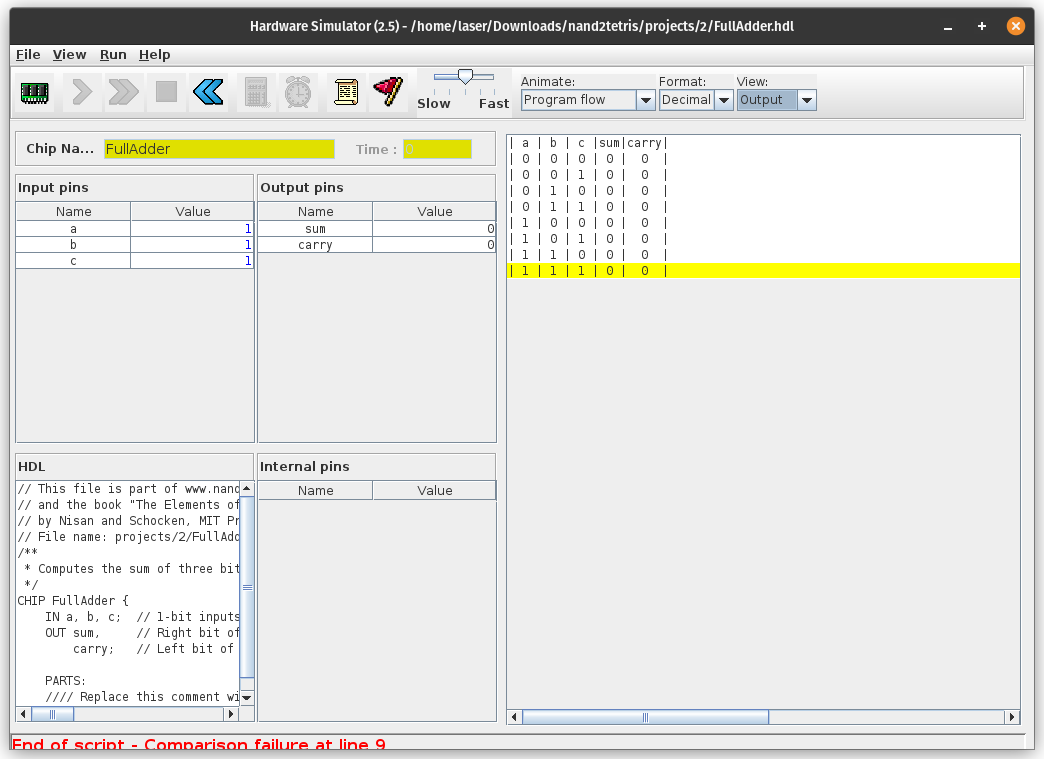 Hardware Simulator (2.5) - /home/laser/Downloads/nand2tetris/projects/2/FullAdder.hdl
File View Run Help
Slow Fast
Animate:
Program flow
Format:
Decimal
View:
Output
Chip Na... FullAdder Time : 0
Input pins
Name Value
a 1
b 1
c 1
Output pins
Name Value
sum 0
carry 0
HDL
// This file is part of www.nand
// and the book "The Elements of
// by Nisan and Schocken, MIT Pr
// File name: projects/2/FullAdd
/**
* Computes the sum of three bit
*/
CHIP FullAdder {
IN a, b, c; // 1-bit inputs
OUT sum, // Right bit of
carry; // Left bit of
PARTS:
//// Replace this comment wi
Internal pins
Name Value
| a | b | c |sum|carry|
| 0 | 0 | 0 | 0 | 0 |
| 0 | 0 | 1 | 0 | 0 |
| 0 | 1 | 0 | 0 | 0 |
| 0 | 1 | 1 | 0 | 0 |
| 1 | 0 | 0 | 0 | 0 |
| 1 | 0 | 1 | 0 | 0 |
| 1 | 1 | 0 | 0 | 0 |
| 1 | 1 | 1 | 0 | 0 |
End of script - Comparison failure at line 9